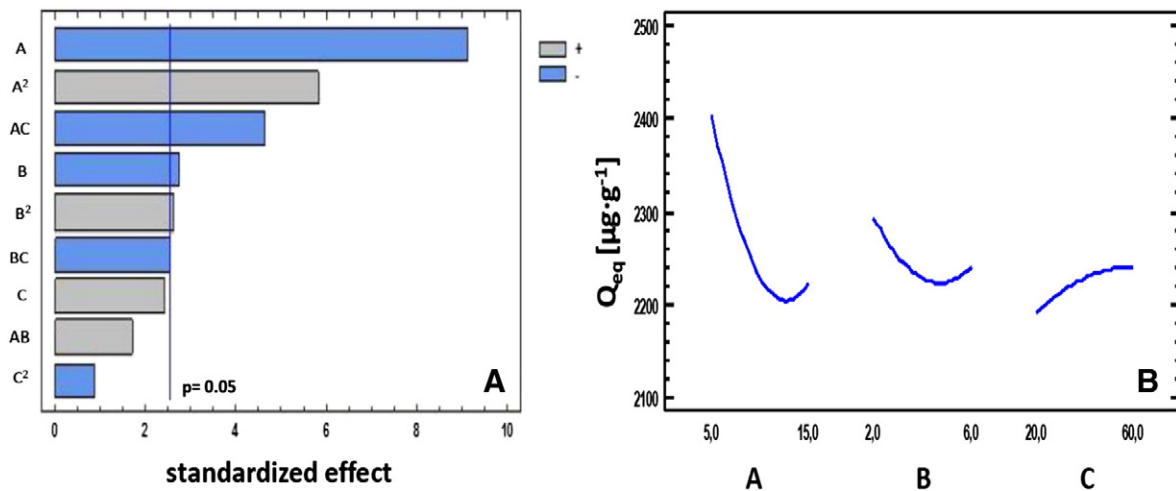 A
A²
AC
B
B²
BC
C
AB
C²
+
-
p= 0.05
A
0 2 4 6 8 10
standardized effect
2500
2400
2300
2200
2100
Qeq [µg·g⁻¹]
B
5,0 15,0 2,0 6,0 20,0 60,0
A B C